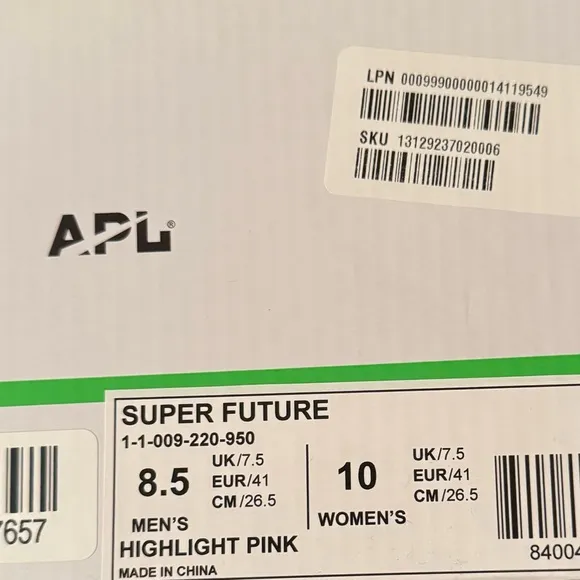 LPN 00099900000014119549
SKU 13129237020006
APL®
SUPER FUTURE
1-1-009-220-950
8.5
UK/7.5
EUR/41
CM/26.5
MEN'S
10
UK/7.5
EUR/41
CM/26.5
WOMEN'S
HIGHLIGHT PINK
MADE IN CHINA
7657
84004